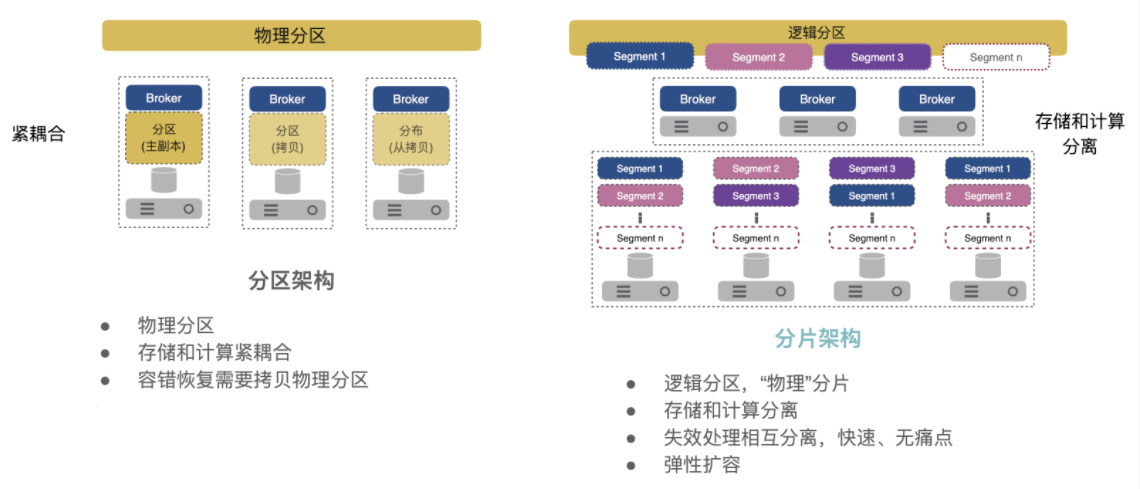 物理分区
紧耦合
Broker
分区
(主副本)
Broker
分区
(拷贝)
Broker
分布
(从拷贝)
分区架构
● 物理分区
● 存储和计算紧耦合
● 容错恢复需要拷贝物理分区
逻辑分区
Segment 1
Segment 2
Segment 3
Segment n
Broker
Broker
Broker
存储和计算
分离
Segment 1
Segment 2
Segment n
Segment 2
Segment 3
Segment n
Segment 3
Segment 1
Segment n
Segment 1
Segment 2
Segment n
分片架构
● 逻辑分区，“物理”分片
● 存储和计算分离
● 失效处理相互分离，快速、无痛点
● 弹性扩容